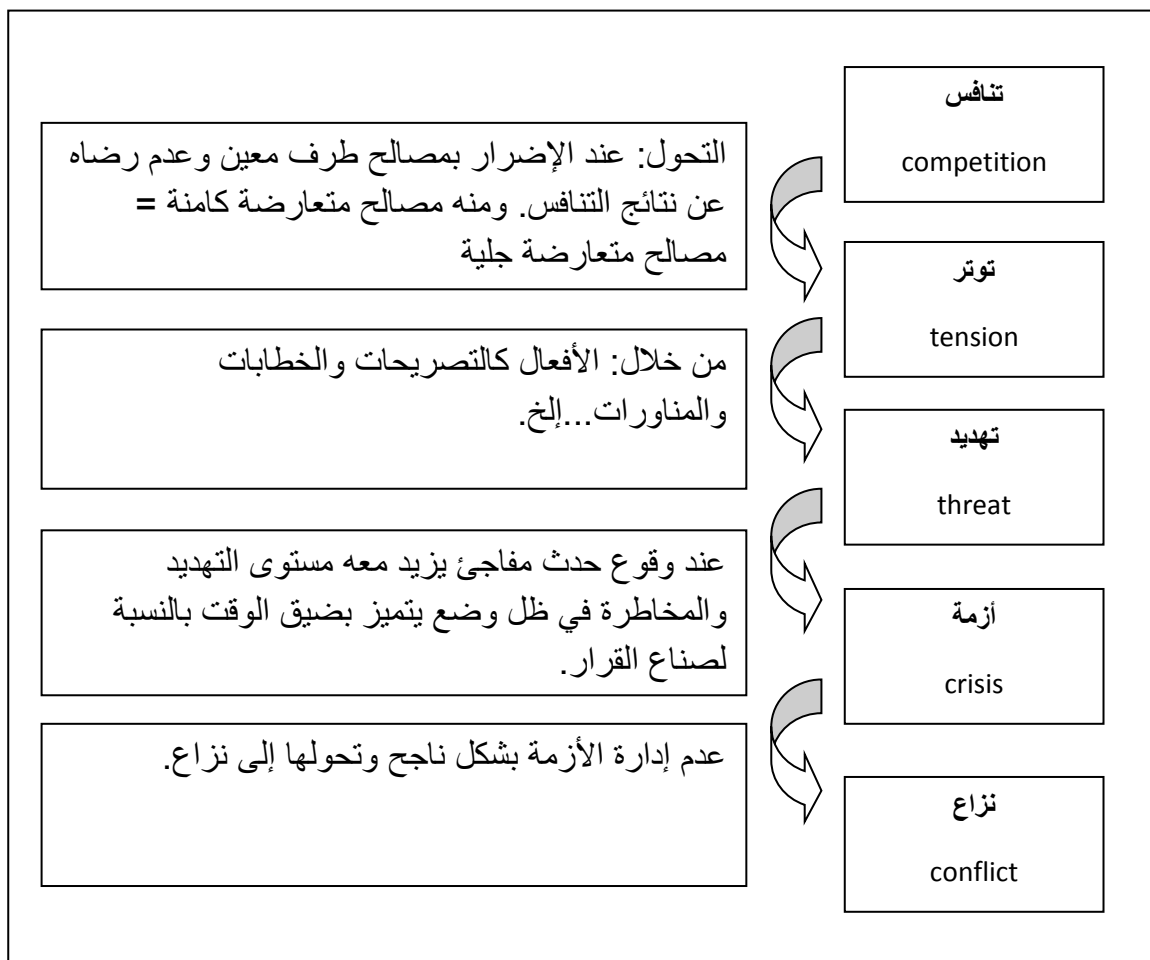 تنافس
competition
التحول: عند الإضرار بمصالح طرف معين وعدم رضاه
عن نتائج التنافس. ومنه مصالح متعارضة كامنة =
مصالح متعارضة جلية
توتر
tension
من خلال: الأفعال كالتصريحات والخطابات
والمناورات...إلخ.
تهديد
threat
عند وقوع حدث مفاجئ يزيد معه مستوى التهديد
والمخاطرة في ظل وضع يتميز بضيق الوقت بالنسبة
لصناع القرار.
أزمة
crisis
عدم إدارة الأزمة بشكل ناجح وتحولها إلى نزاع.
نزاع
conflict